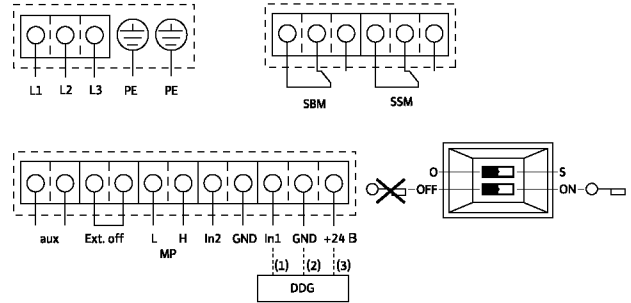 L1 L2 L3 PE PE
SBM SSM
O S
OFF ON
aux Ext. off L H In2 GND In1 GND +24 В
MP
(1) (2) (3)
DDG